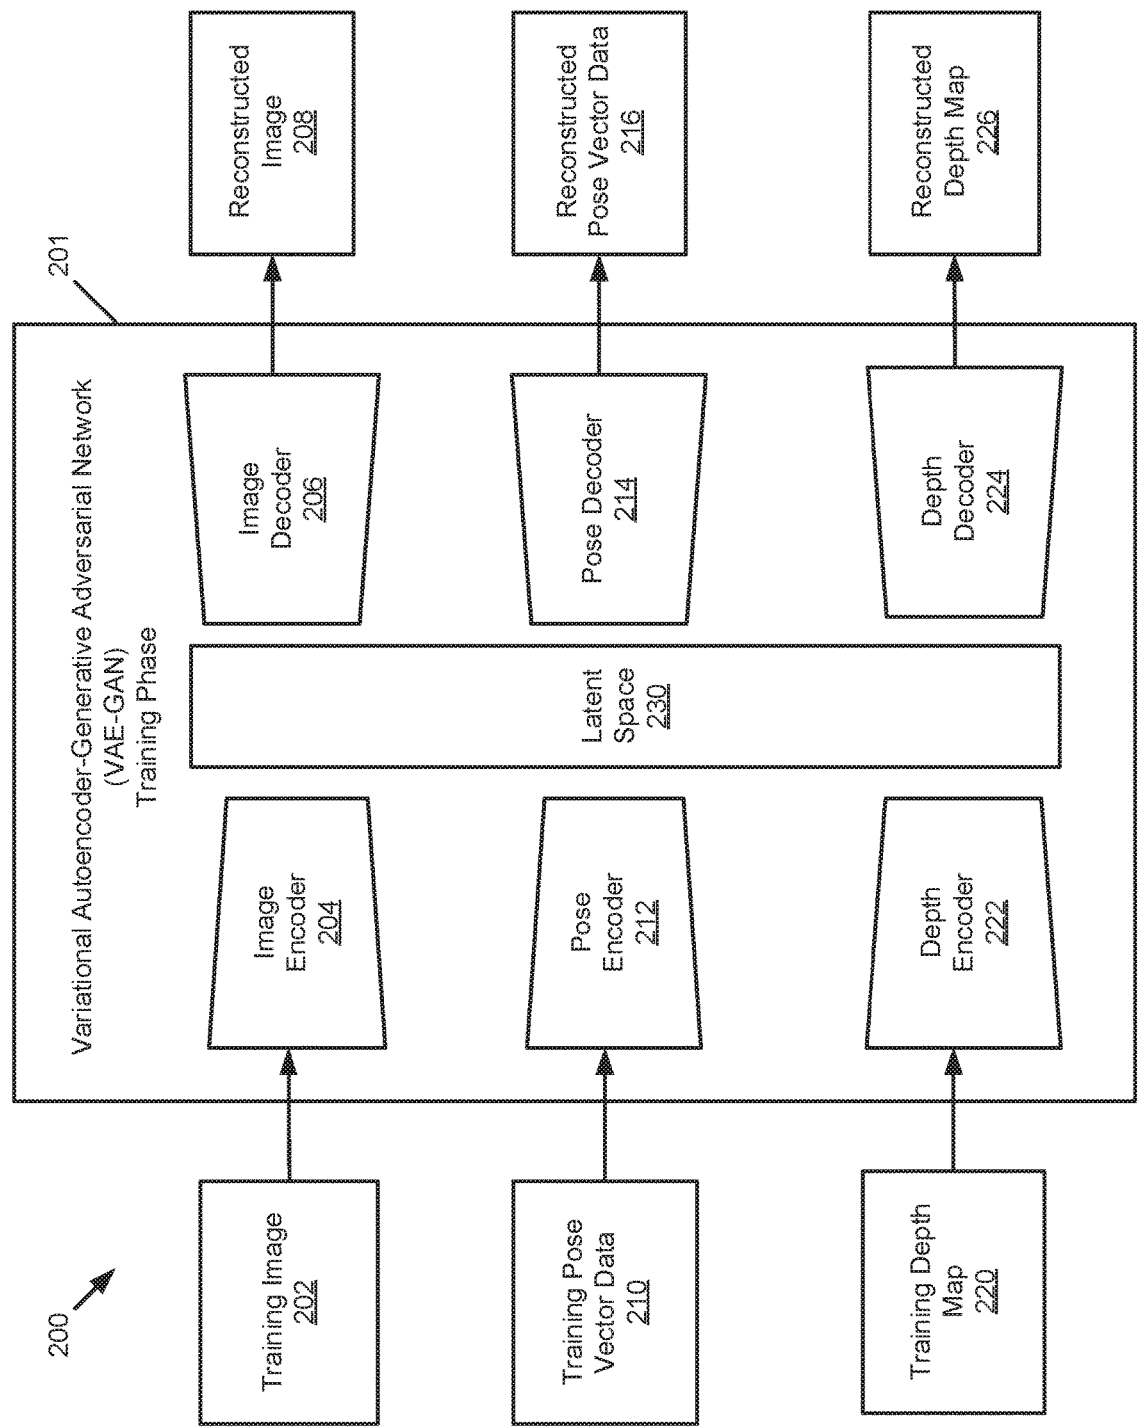 200
201
Variational Autoencoder-Generative Adversarial Network
(VAE-GAN)
Training Phase
Training Image
202
Image
Encoder
204
Image
Decoder
206
Reconstructed
Image
208
Training Pose
Vector Data
210
Pose
Encoder
212
Latent
Space
230
Pose Decoder
214
Reconstructed
Pose Vector Data
216
Training Depth
Map
220
Depth
Encoder
222
Depth
Decoder
224
Reconstructed
Depth Map
226